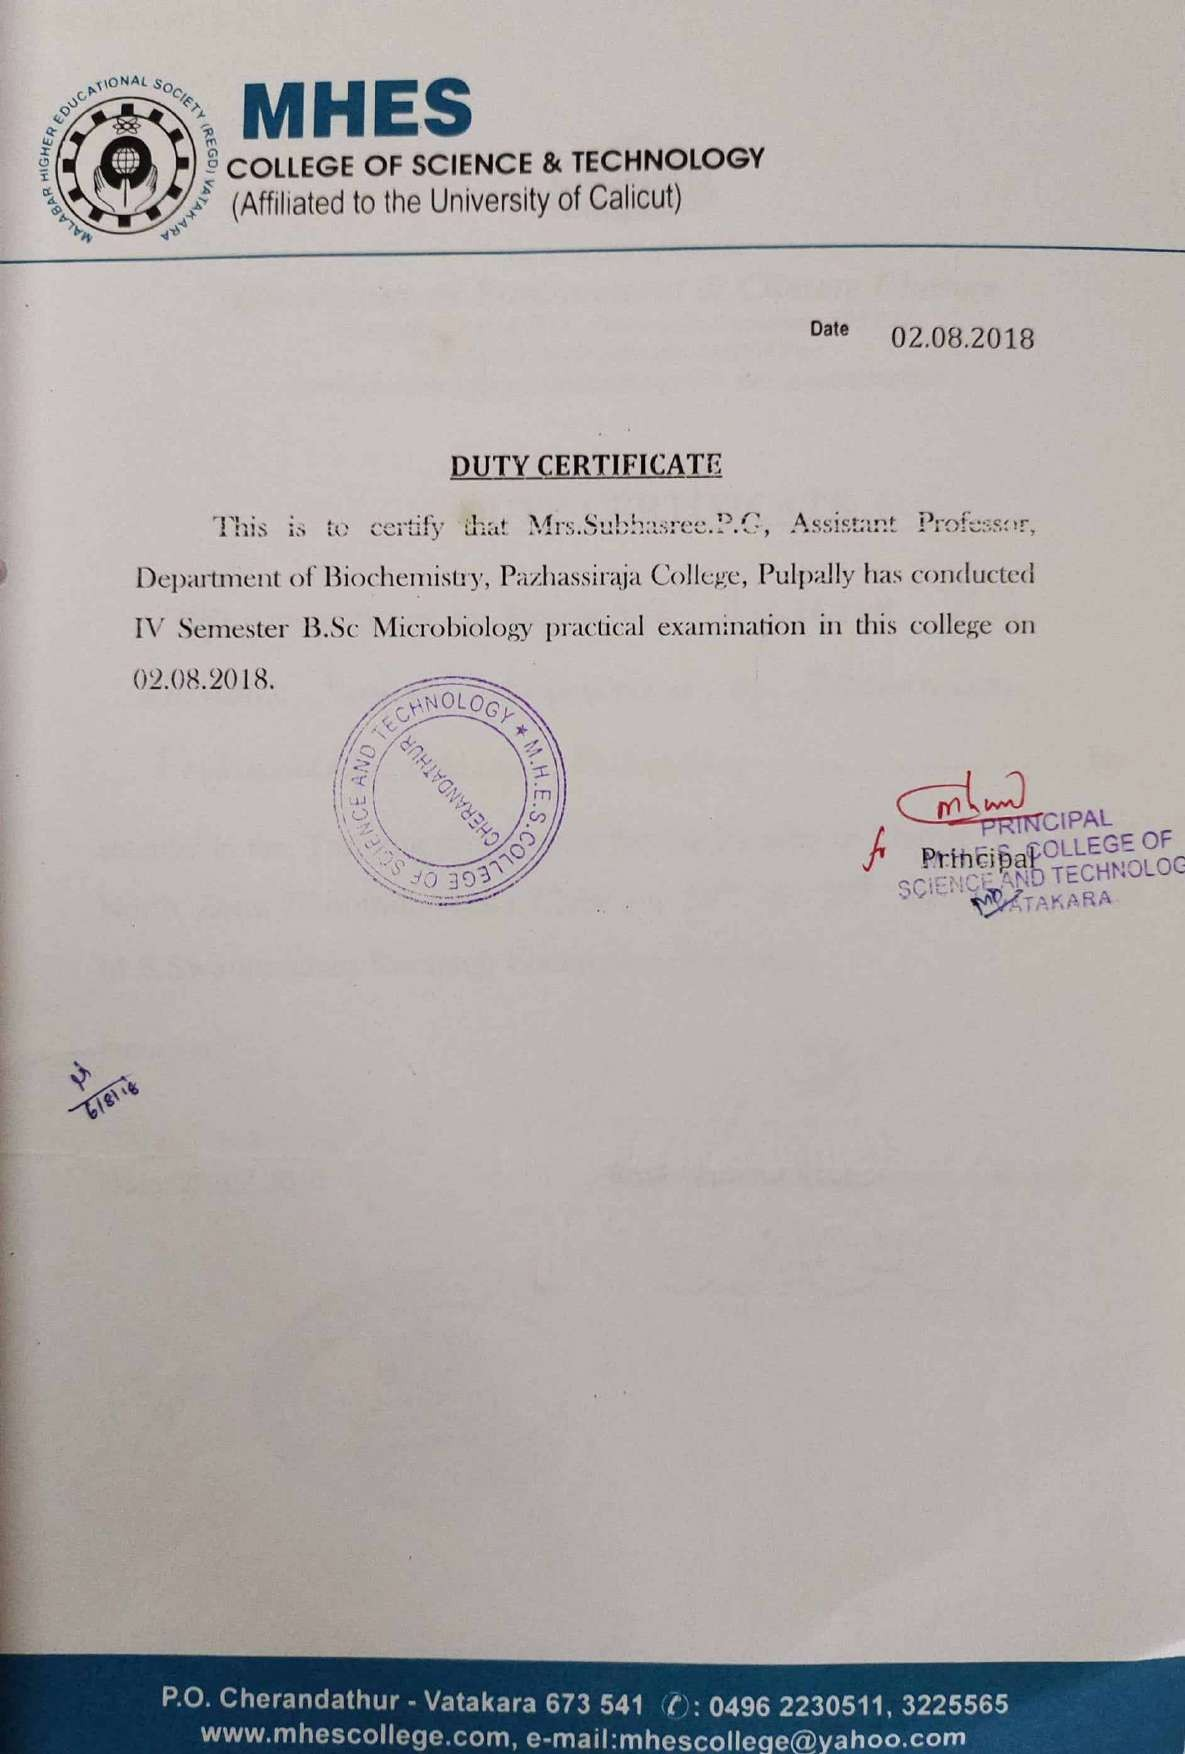 MALABAR HIGHER EDUCATIONAL SOCIETY (REGD) VATAKARA
MHES
COLLEGE OF SCIENCE & TECHNOLOGY
(Affiliated to the University of Calicut)
Date 02.08.2018
DUTY CERTIFICATE
This is to certify that Mrs.Subhasree.P.G, Assistant Professor,
Department of Biochemistry, Pazhassiraja College, Pulpally has conducted
IV Semester B.Sc Microbiology practical examination in this college on
02.08.2018.
M.H.E.S.COLLEGE OF SCIENCE AND TECHNOLOGY ★
CHERANDATHUR
PRINCIPAL
for Principal
COLLEGE OF
SCIENCE AND TECHNOLOG
VATAKARA
6/8/18
P.O. Cherandathur - Vatakara 673 541 ✆: 0496 2230511, 3225565
www.mhescollege.com, e-mail:mhescollege@yahoo.com